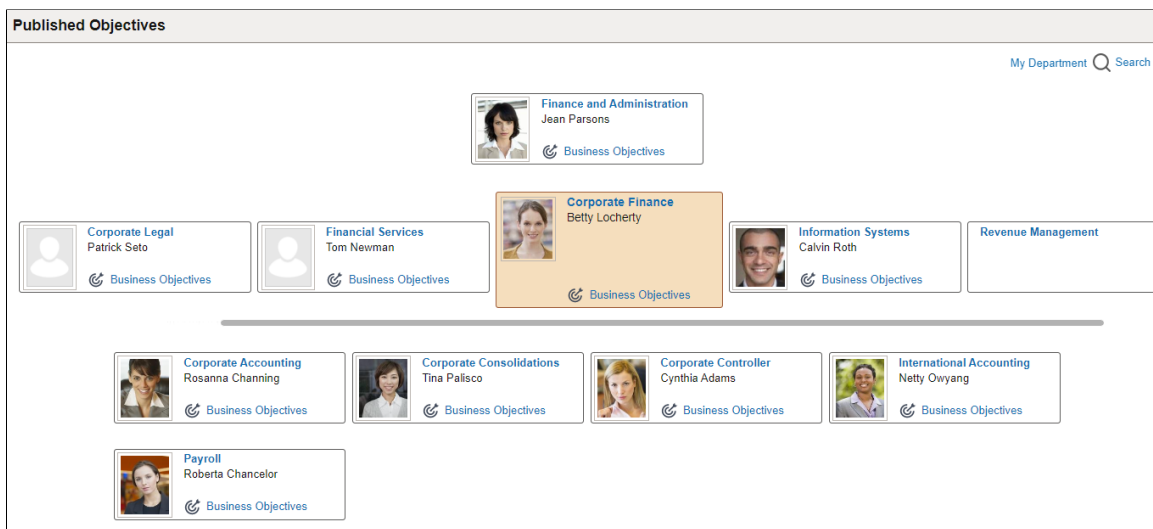 Published Objectives
My Department Search
Finance and Administration
Jean Parsons
Business Objectives
Corporate Legal
Patrick Seto
Business Objectives
Financial Services
Tom Newman
Business Objectives
Corporate Finance
Betty Locherty
Business Objectives
Information Systems
Calvin Roth
Business Objectives
Revenue Management
Corporate Accounting
Rosanna Channing
Business Objectives
Corporate Consolidations
Tina Palisco
Business Objectives
Corporate Controller
Cynthia Adams
Business Objectives
International Accounting
Netty Owyang
Business Objectives
Payroll
Roberta Chancelor
Business Objectives